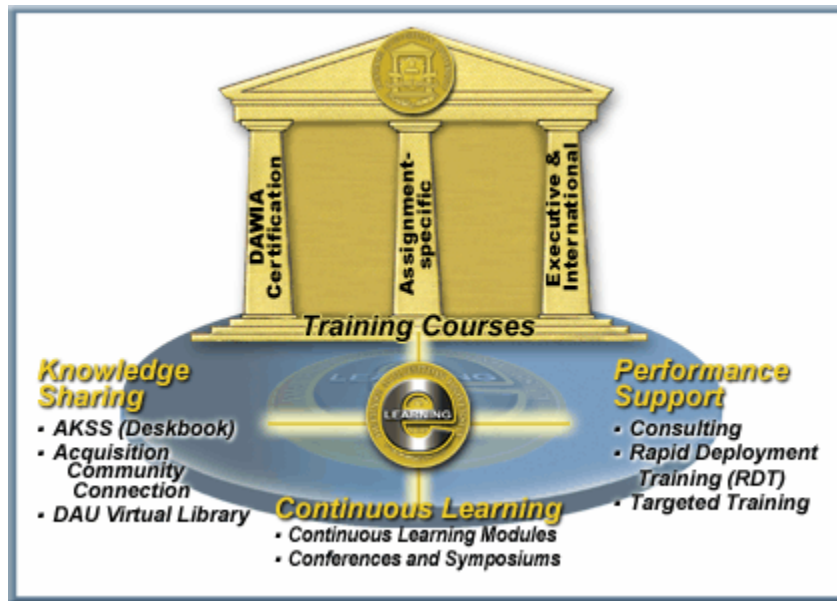 DAWIA
Certification
Assignment-
specific
Executive &
International
Training Courses
Knowledge
Sharing
▪ AKSS (Deskbook)
▪ Acquisition
Community
Connection
▪ DAU Virtual Library
LEARNING
e
LEARNING
Continuous Learning
▪ Continuous Learning Modules
▪ Conferences and Symposiums
Performance
Support
▪ Consulting
▪ Rapid Deployment
Training (RDT)
▪ Targeted Training